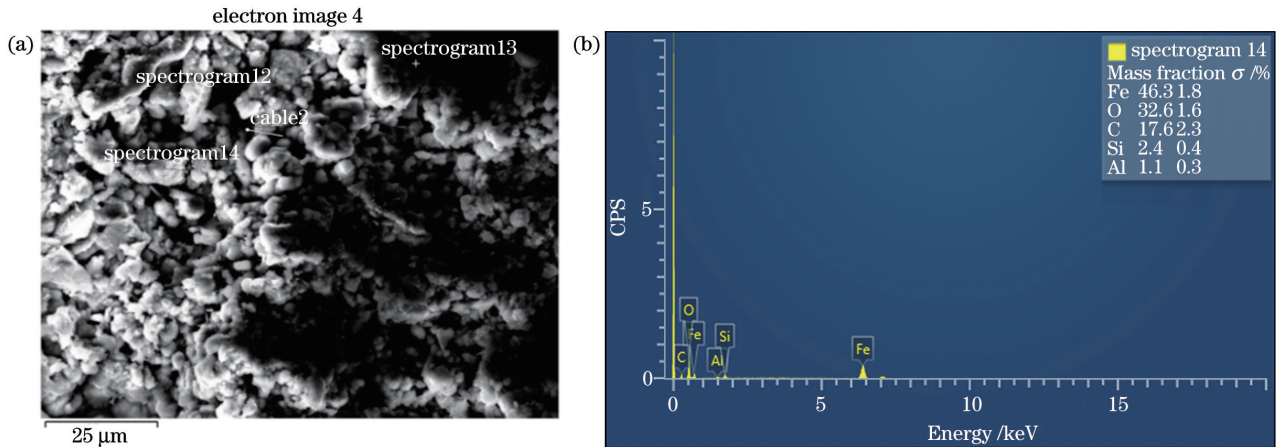 electron image 4
(a)
spectrogram13
spectrogram12
cable2
spectrogram14
25 μm
(b)
spectrogram 14
Mass fraction σ /%
Fe 46.3 1.8
O 32.6 1.6
C 17.6 2.3
Si 2.4 0.4
Al 1.1 0.3
CPS
5
0
O
Fe
Si
C
Al
Fe
0 5 10 15
Energy /keV